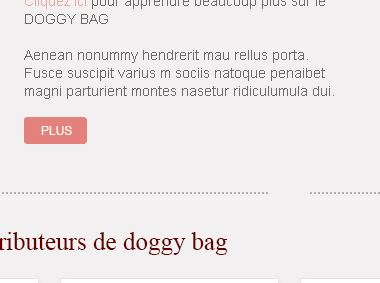 Cliquez ici pour apprendre beaucoup plus sur le
DOGGY BAG
Aenean nonummy hendrerit mau rellus porta.
Fusce suscipit varius m sociis natoque penaibet
magni parturient montes nasetur ridiculumula dui.
PLUS
ributeurs de doggy bag